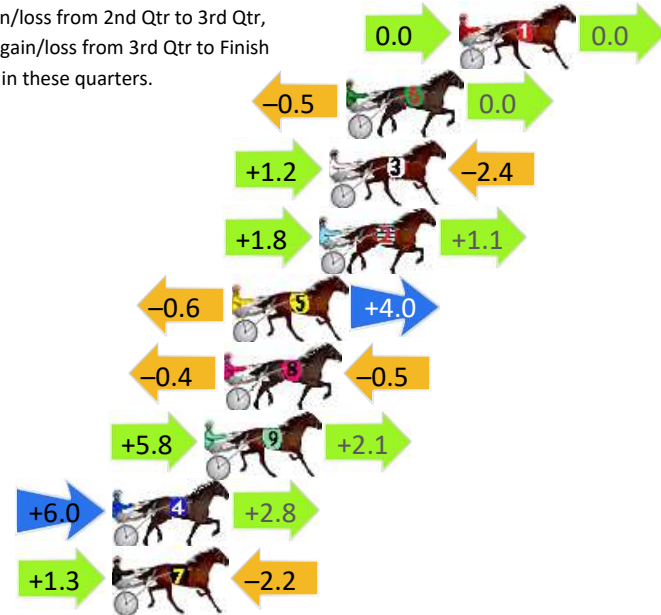 n/loss from 2nd Qtr to 3rd Qtr,
gain/loss from 3rd Qtr to Finish
in these quarters.
0.0 1 0.0
–0.5 6 0.0
+1.2 3 –2.4
+1.8 2 +1.1
–0.6 5 +4.0
–0.4 8 –0.5
+5.8 9 +2.1
+6.0 4 +2.8
+1.3 7 –2.2